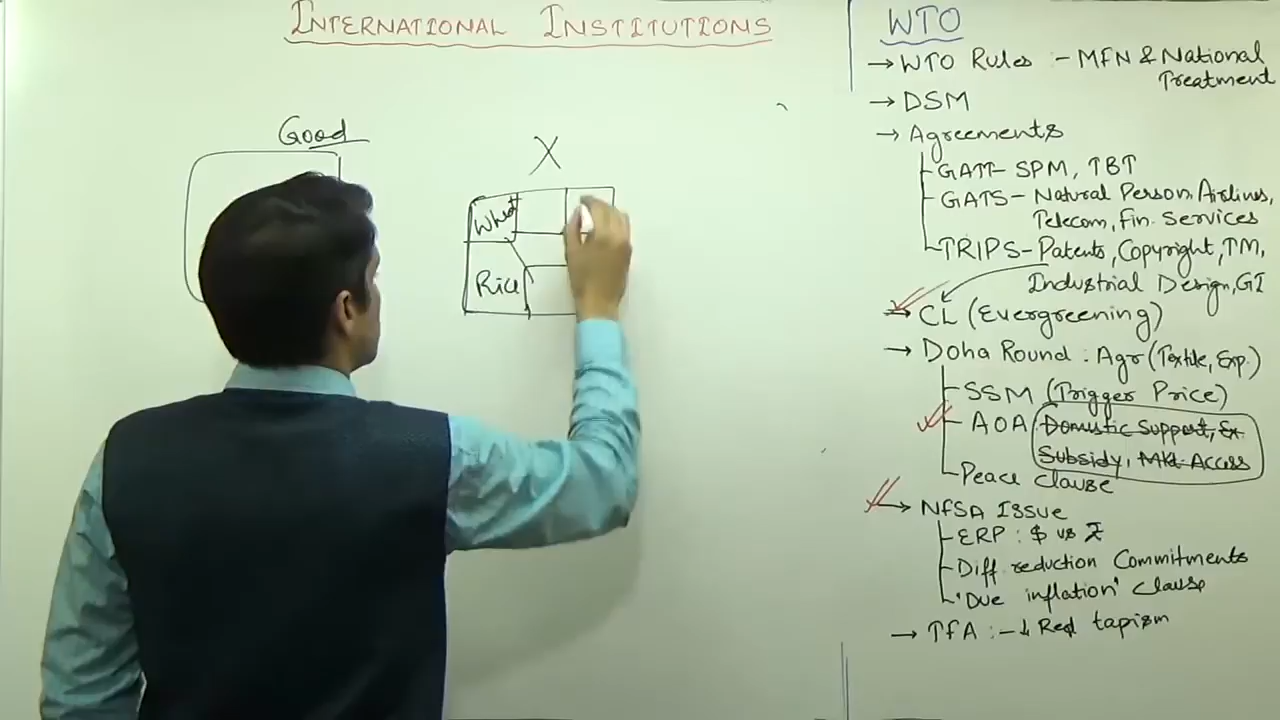 INTERNATIONAL INSTITUTIONS
Good
X
Wheat
Rice
WTO
→ WTO Rules :- MFN & National
Treatment
→ DSM
→ Agreements
GATT- SPM, TBT
GATS- Natural Person, Airlines,
Telecom, Fin. Services
TRIPS- Patents, Copyright, TM,
Industrial Design, GI
→ CL (Evergreening)
→ Doha Round : Agr (Textile, Exp.)
SSM (Trigger Price)
AOA Domestic Support, Ex.
Subsidy, Mkt Access
Peace Clause
→ NFSA Issue
ERP : $ vs ₹
Diff. reduction Commitments
'Due inflation' Clause
→ TFA :- ↓ Red tapism